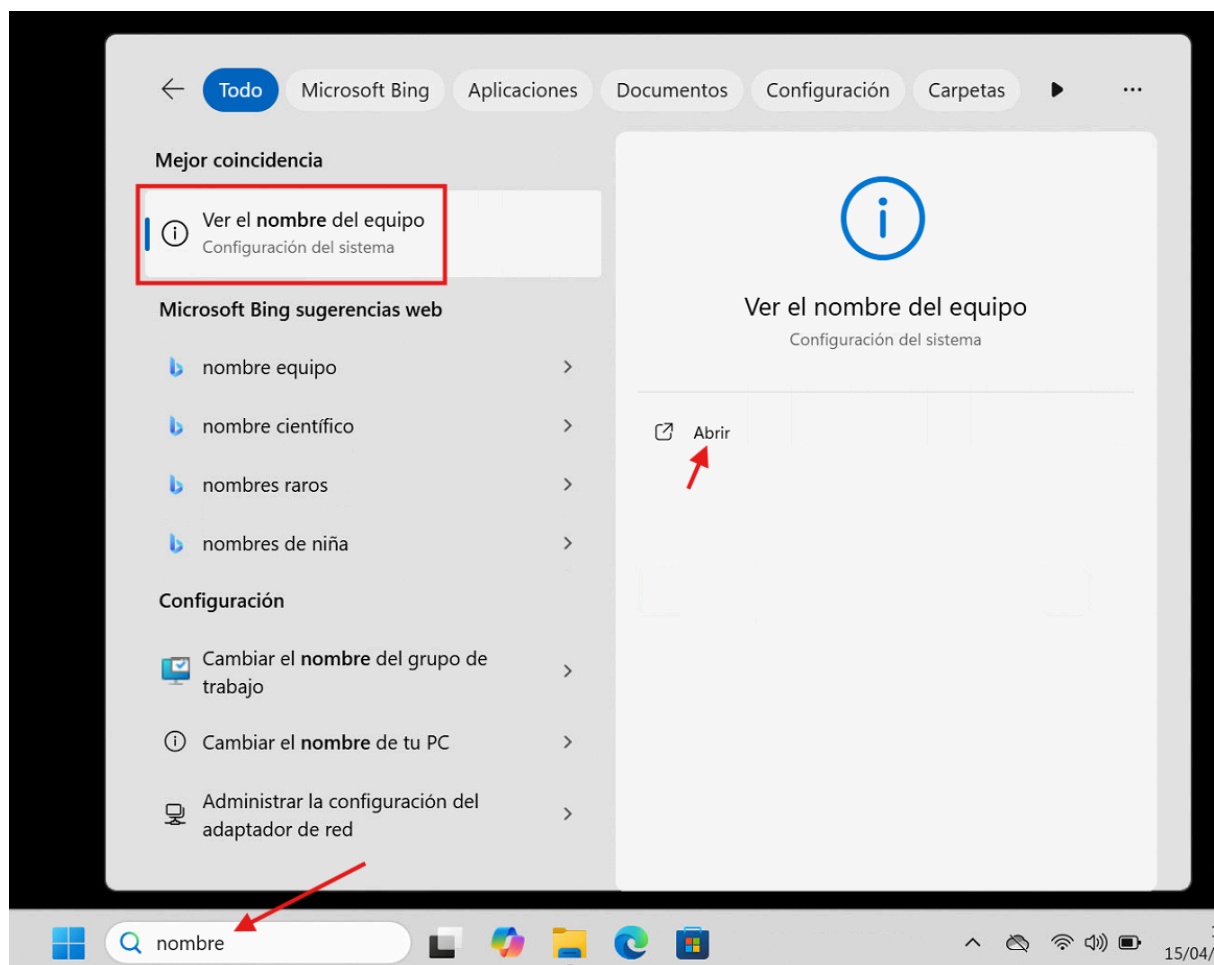 Todo Microsoft Bing Aplicaciones Documentos Configuración Carpetas
Mejor coincidencia
Ver el nombre del equipo
Configuración del sistema
Microsoft Bing sugerencias web
nombre equipo
nombre científico
nombres raros
nombres de niña
Configuración
Cambiar el nombre del grupo de
trabajo
Cambiar el nombre de tu PC
Administrar la configuración del
adaptador de red
Ver el nombre del equipo
Configuración del sistema
Abrir
nombre
15/04/